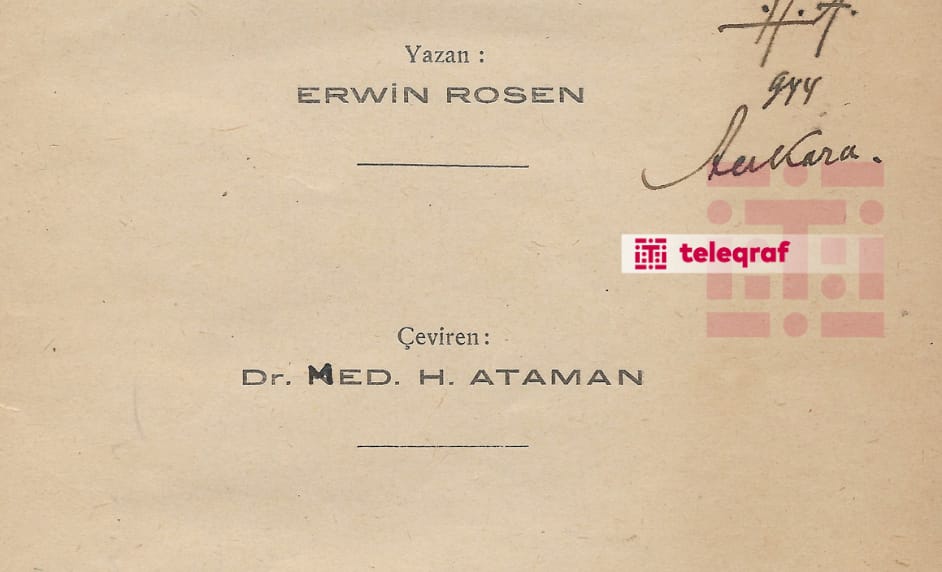 H. A.
944
Ankara.
Yazan :
ERWİN ROSEN
teleqraf
Çeviren :
Dr. MED. H. ATAMAN